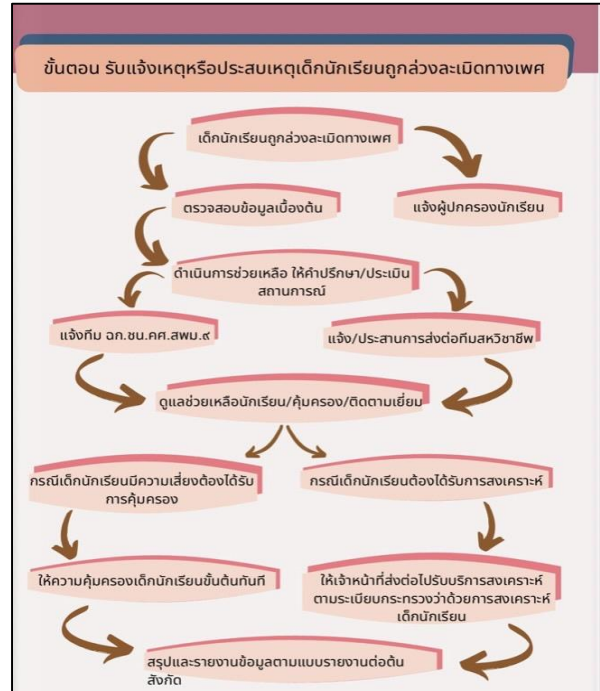 ขั้นตอน รับแจ้งเหตุหรือประสบเหตุเด็กนักเรียนถูกล่วงละเมิดทางเพศ
เด็กนักเรียนถูกล่วงละเมิดทางเพศ
ตรวจสอบข้อมูลเบื้องต้น
แจ้งผู้ปกครองนักเรียน
ดำเนินการช่วยเหลือ ให้คำปรึกษา/ประเมิน
สถานการณ์
แจ้งทีม ฉก.ชน.คศ.สพม.๙
แจ้ง/ประสานการส่งต่อทีมสหวิชาชีพ
ดูแลช่วยเหลือนักเรียน/คุ้มครอง/ติดตามเยี่ยม
กรณีเด็กนักเรียนมีความเสี่ยงต้องได้รับ
การคุ้มครอง
กรณีเด็กนักเรียนต้องได้รับการสงเคราะห์
ให้ความคุ้มครองเด็กนักเรียนขั้นต้นทันที
ให้เจ้าหน้าที่ส่งต่อไปรับบริการสงเคราะห์
ตามระเบียบกระทรวงว่าด้วยการสงเคราะห์
เด็กนักเรียน
สรุปและรายงานข้อมูลตามแบบรายงานต่อต้น
สังกัด